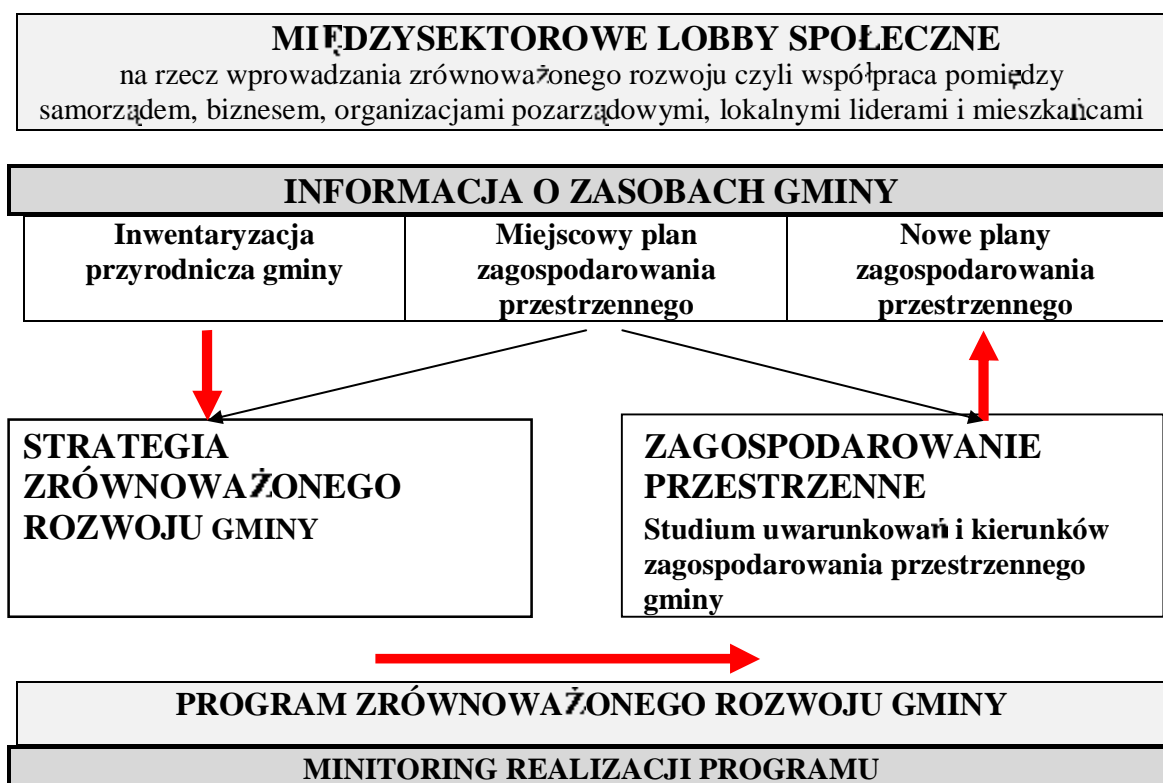 MIĘDZYSEKTOROWE LOBBY SPOŁECZNE
na rzecz wprowadzania zrównoważonego rozwoju czyli współpraca pomiędzy
samorządem, biznesem, organizacjami pozarządowymi, lokalnymi liderami i mieszkańcami
INFORMACJA O ZASOBACH GMINY
Inwentaryzacja
przyrodnicza gminy
Miejscowy plan
zagospodarowania
przestrzennego
Nowe plany
zagospodarowania
przestrzennego
STRATEGIA
ZRÓWNOWAŻONEGO
ROZWOJU GMINY
ZAGOSPODAROWANIE
PRZESTRZENNE
Studium uwarunkowań i kierunków
zagospodarowania przestrzennego
gminy
PROGRAM ZRÓWNOWAŻONEGO ROZWOJU GMINY
MINITORING REALIZACJI PROGRAMU